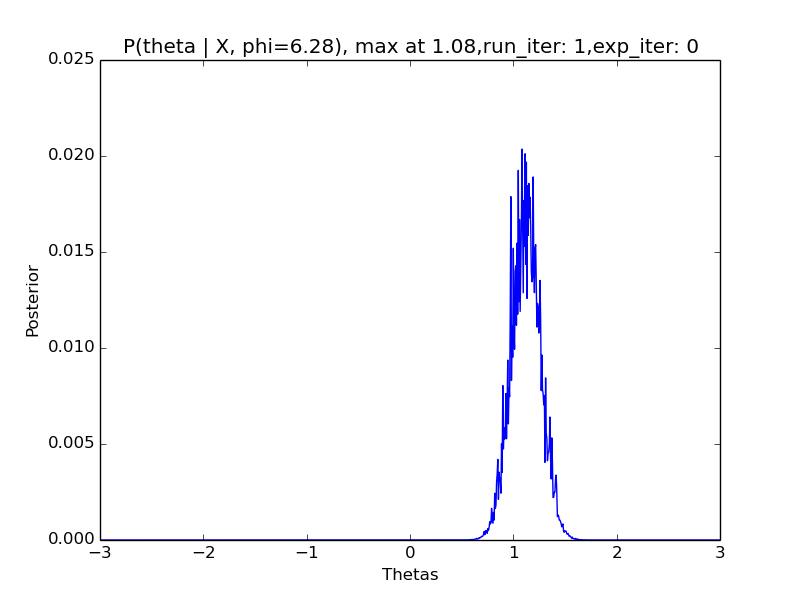 P(theta | X, phi=6.28), max at 1.08,run_iter: 1,exp_iter: 0
0.025
0.020
0.015
0.010
0.005
0.000
Posterior
−3 −2 −1 0 1 2 3
Thetas